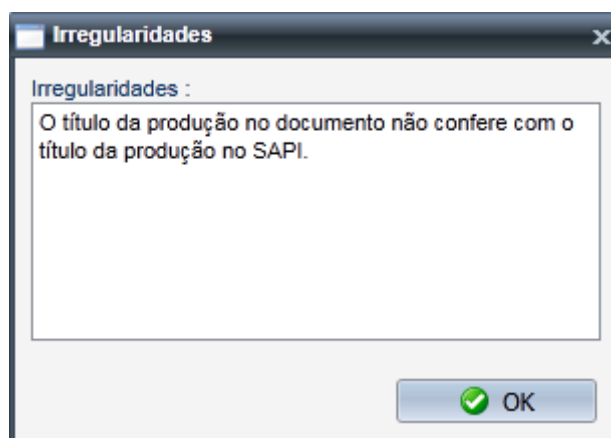 Irregularidades
Irregularidades :
O título da produção no documento não confere com o
título da produção no SAPI.
OK